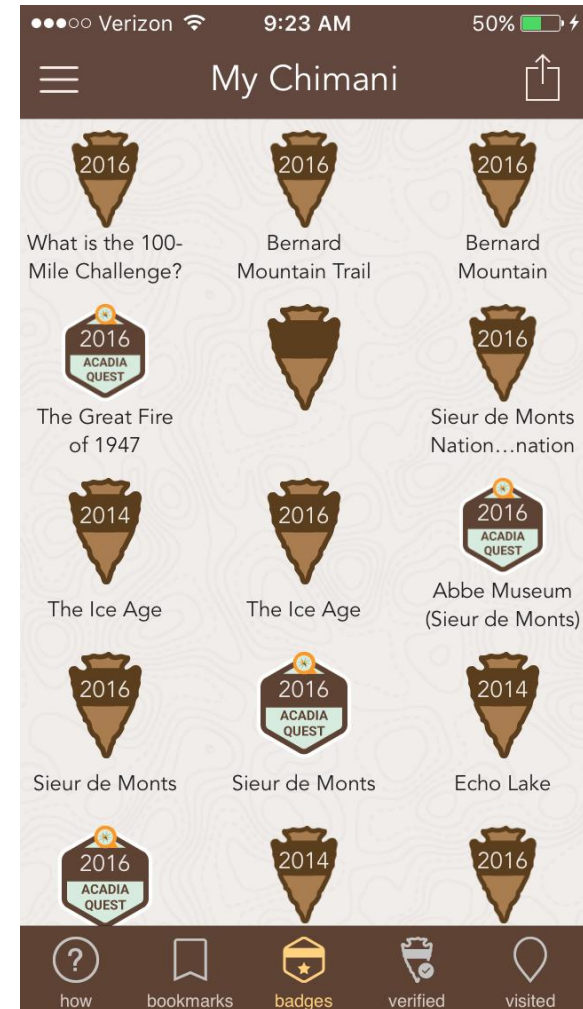 Verizon 9:23 AM 50%
My Chimani
2016 2016 2016
What is the 100- Bernard Bernard
Mile Challenge? Mountain Trail Mountain
2016 2016
ACADIA
QUEST
The Great Fire Sieur de Monts
of 1947 Nation…nation
2014 2016 2016
ACADIA
QUEST
The Ice Age The Ice Age Abbe Museum
(Sieur de Monts)
2016 2016 2014
ACADIA
QUEST
Sieur de Monts Sieur de Monts Echo Lake
2016 2014 2016
ACADIA
QUEST
?
how bookmarks badges verified visited